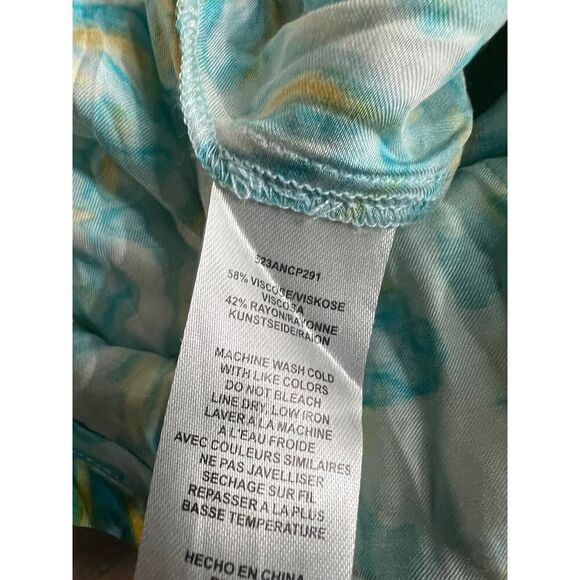 523ANCP291
58% VISCOSE/VISKOSE
VISCOSA
42% RAYON/RAYONNE
KUNSTSEIDE/RAION
MACHINE WASH COLD
WITH LIKE COLORS
DO NOT BLEACH
LINE DRY, LOW IRON
LAVER A LA MACHINE
A L'EAU FROIDE
AVEC COULEURS SIMILAIRES
NE PAS JAVELLISER
SECHAGE SUR FIL
REPASSER A LA PLUS
BASSE TEMPERATURE
HECHO EN CHINA